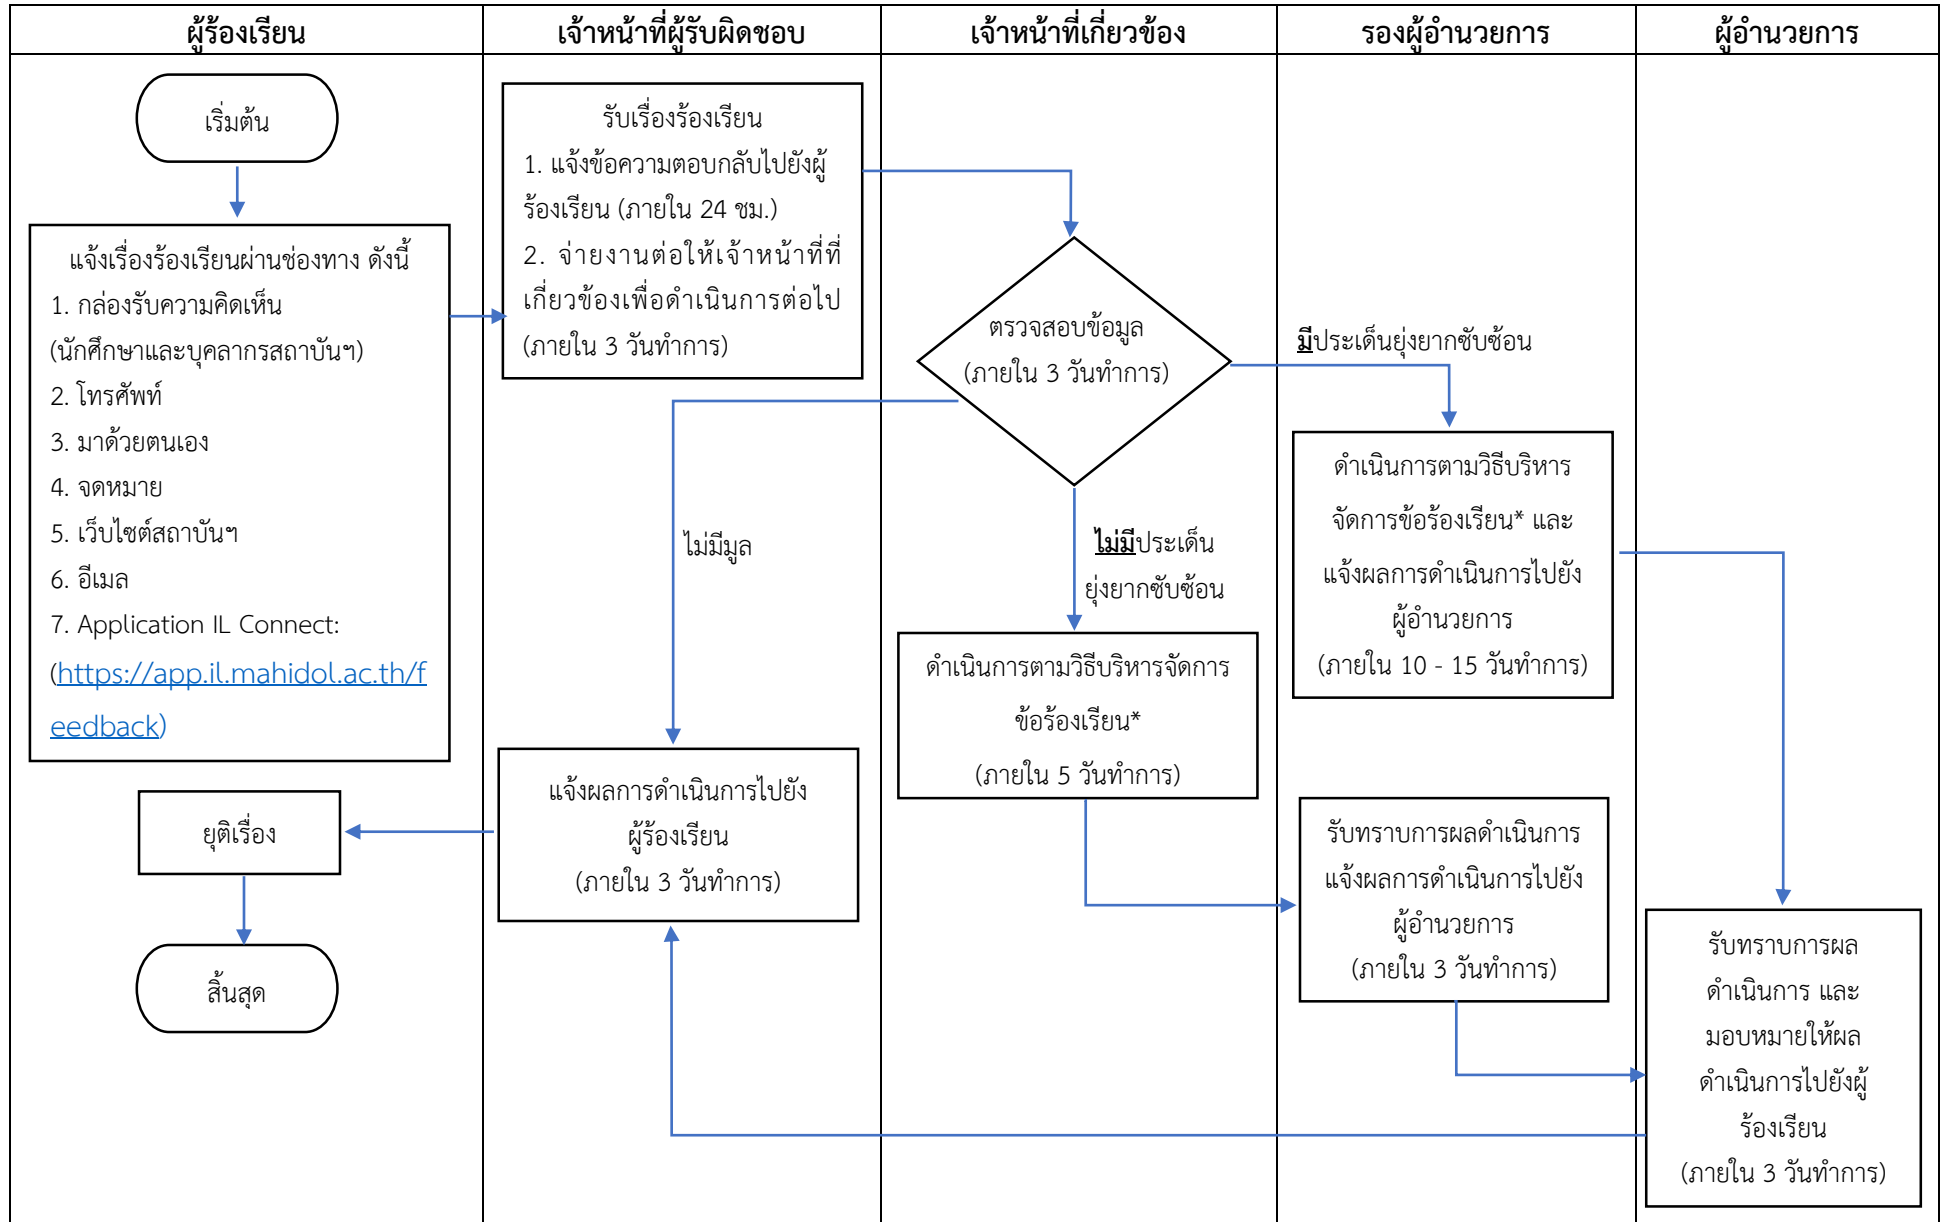 ผู้ร้องเรียน
เจ้าหน้าที่ผู้รับผิดชอบ
เจ้าหน้าที่เกี่ยวข้อง
รองผู้อำนวยการ
ผู้อำนวยการ
เริ่มต้น
แจ้งเรื่องร้องเรียนผ่านช่องทาง ดังนี้
1. กล่องรับความคิดเห็น
(นักศึกษาและบุคลากรสถาบันฯ)
2. โทรศัพท์
3. มาด้วยตนเอง
4. จดหมาย
5. เว็บไซต์สถาบันฯ
6. อีเมล
7. Application IL Connect:
(https://app.il.mahidol.ac.th/f
eedback)
รับเรื่องร้องเรียน
1. แจ้งข้อความตอบกลับไปยังผู้
ร้องเรียน (ภายใน 24 ชม.)
2. จ่ายงานต่อให้เจ้าหน้าที่ที่
เกี่ยวข้องเพื่อดำเนินการต่อไป
(ภายใน 3 วันทำการ)
ตรวจสอบข้อมูล
(ภายใน 3 วันทำการ)
มีประเด็นยุ่งยากซับซ้อน
ไม่มีมูล
ไม่มีประเด็น
ยุ่งยากซับซ้อน
ดำเนินการตามวิธีบริหาร
จัดการข้อร้องเรียน* และ
แจ้งผลการดำเนินการไปยัง
ผู้อำนวยการ
(ภายใน 10 - 15 วันทำการ)
ดำเนินการตามวิธีบริหารจัดการ
ข้อร้องเรียน*
(ภายใน 5 วันทำการ)
แจ้งผลการดำเนินการไปยัง
ผู้ร้องเรียน
(ภายใน 3 วันทำการ)
ยุติเรื่อง
สิ้นสุด
รับทราบการผลดำเนินการ
แจ้งผลการดำเนินการไปยัง
ผู้อำนวยการ
(ภายใน 3 วันทำการ)
รับทราบการผล
ดำเนินการ และ
มอบหมายให้ผล
ดำเนินการไปยังผู้
ร้องเรียน
(ภายใน 3 วันทำการ)